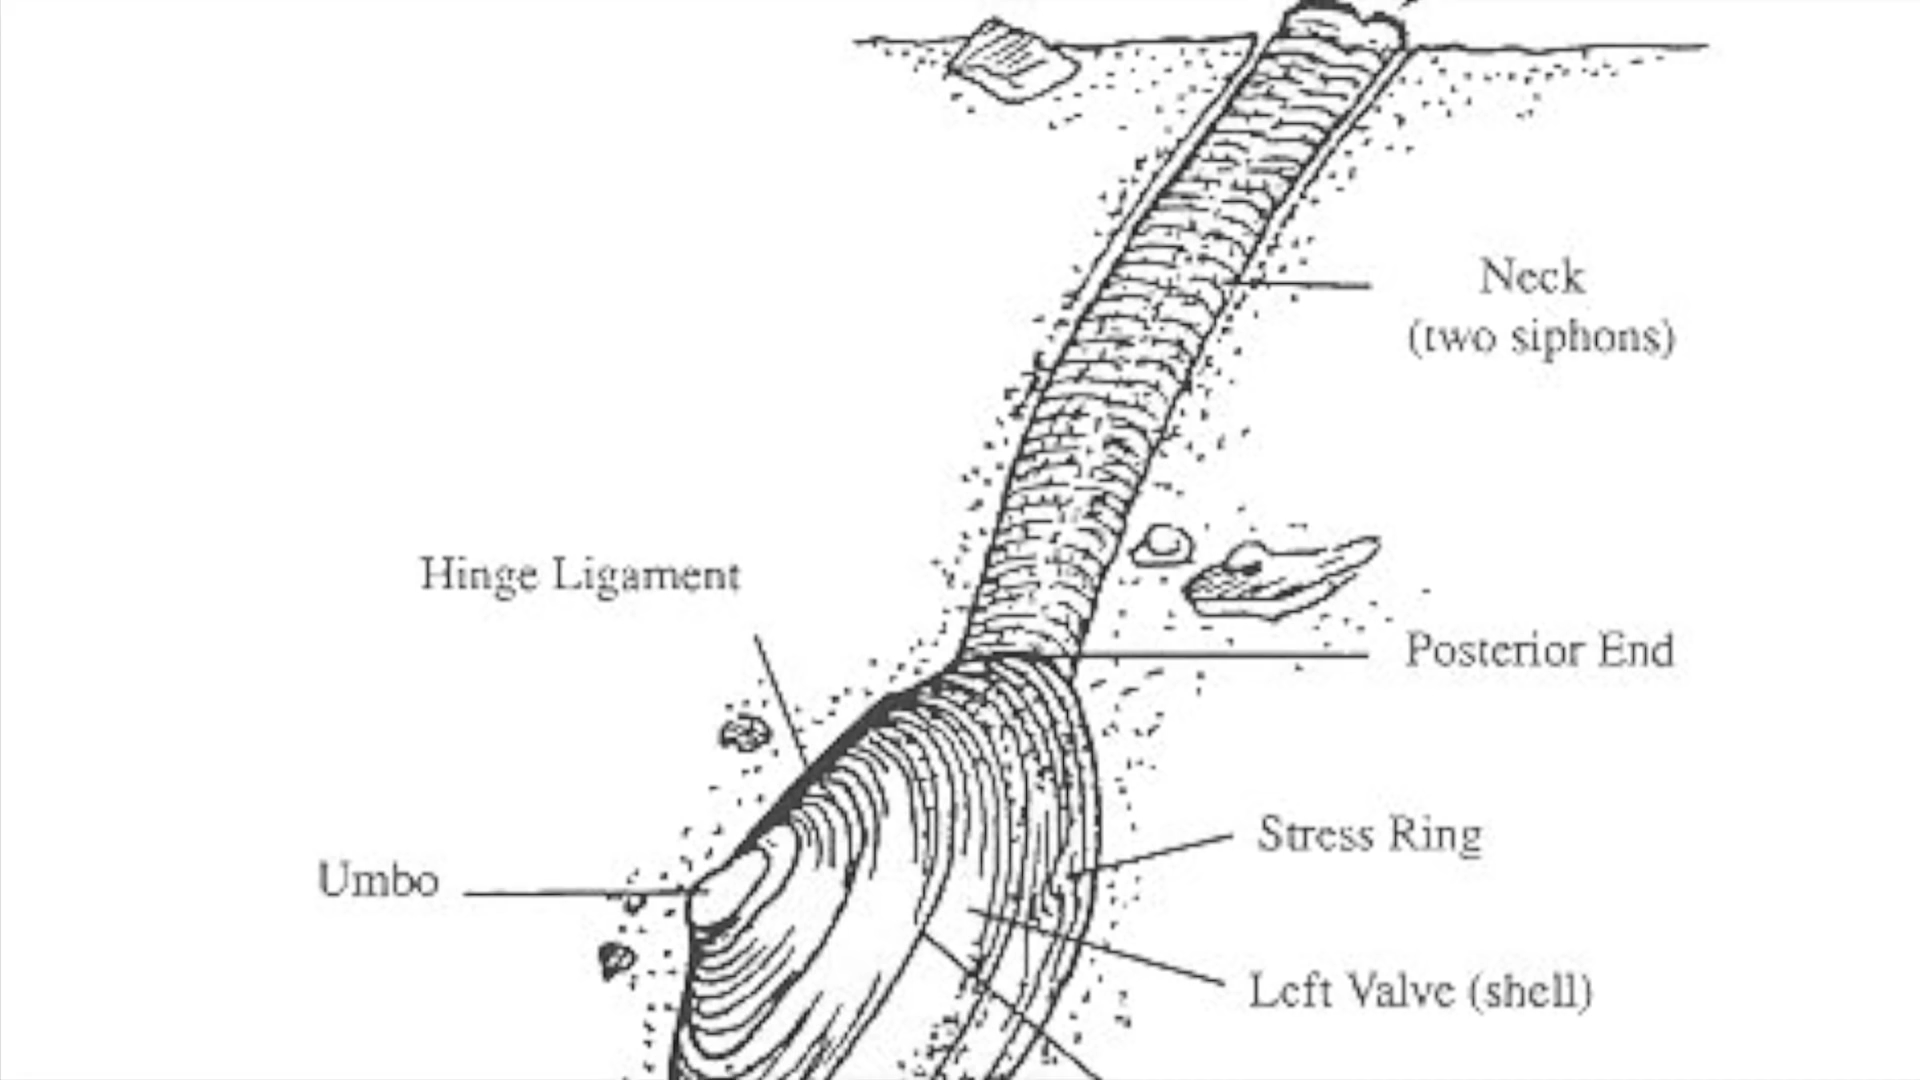 Neck
(two siphons)
Hinge Ligament
Posterior End
Stress Ring
Umbo
Left Valve (shell)